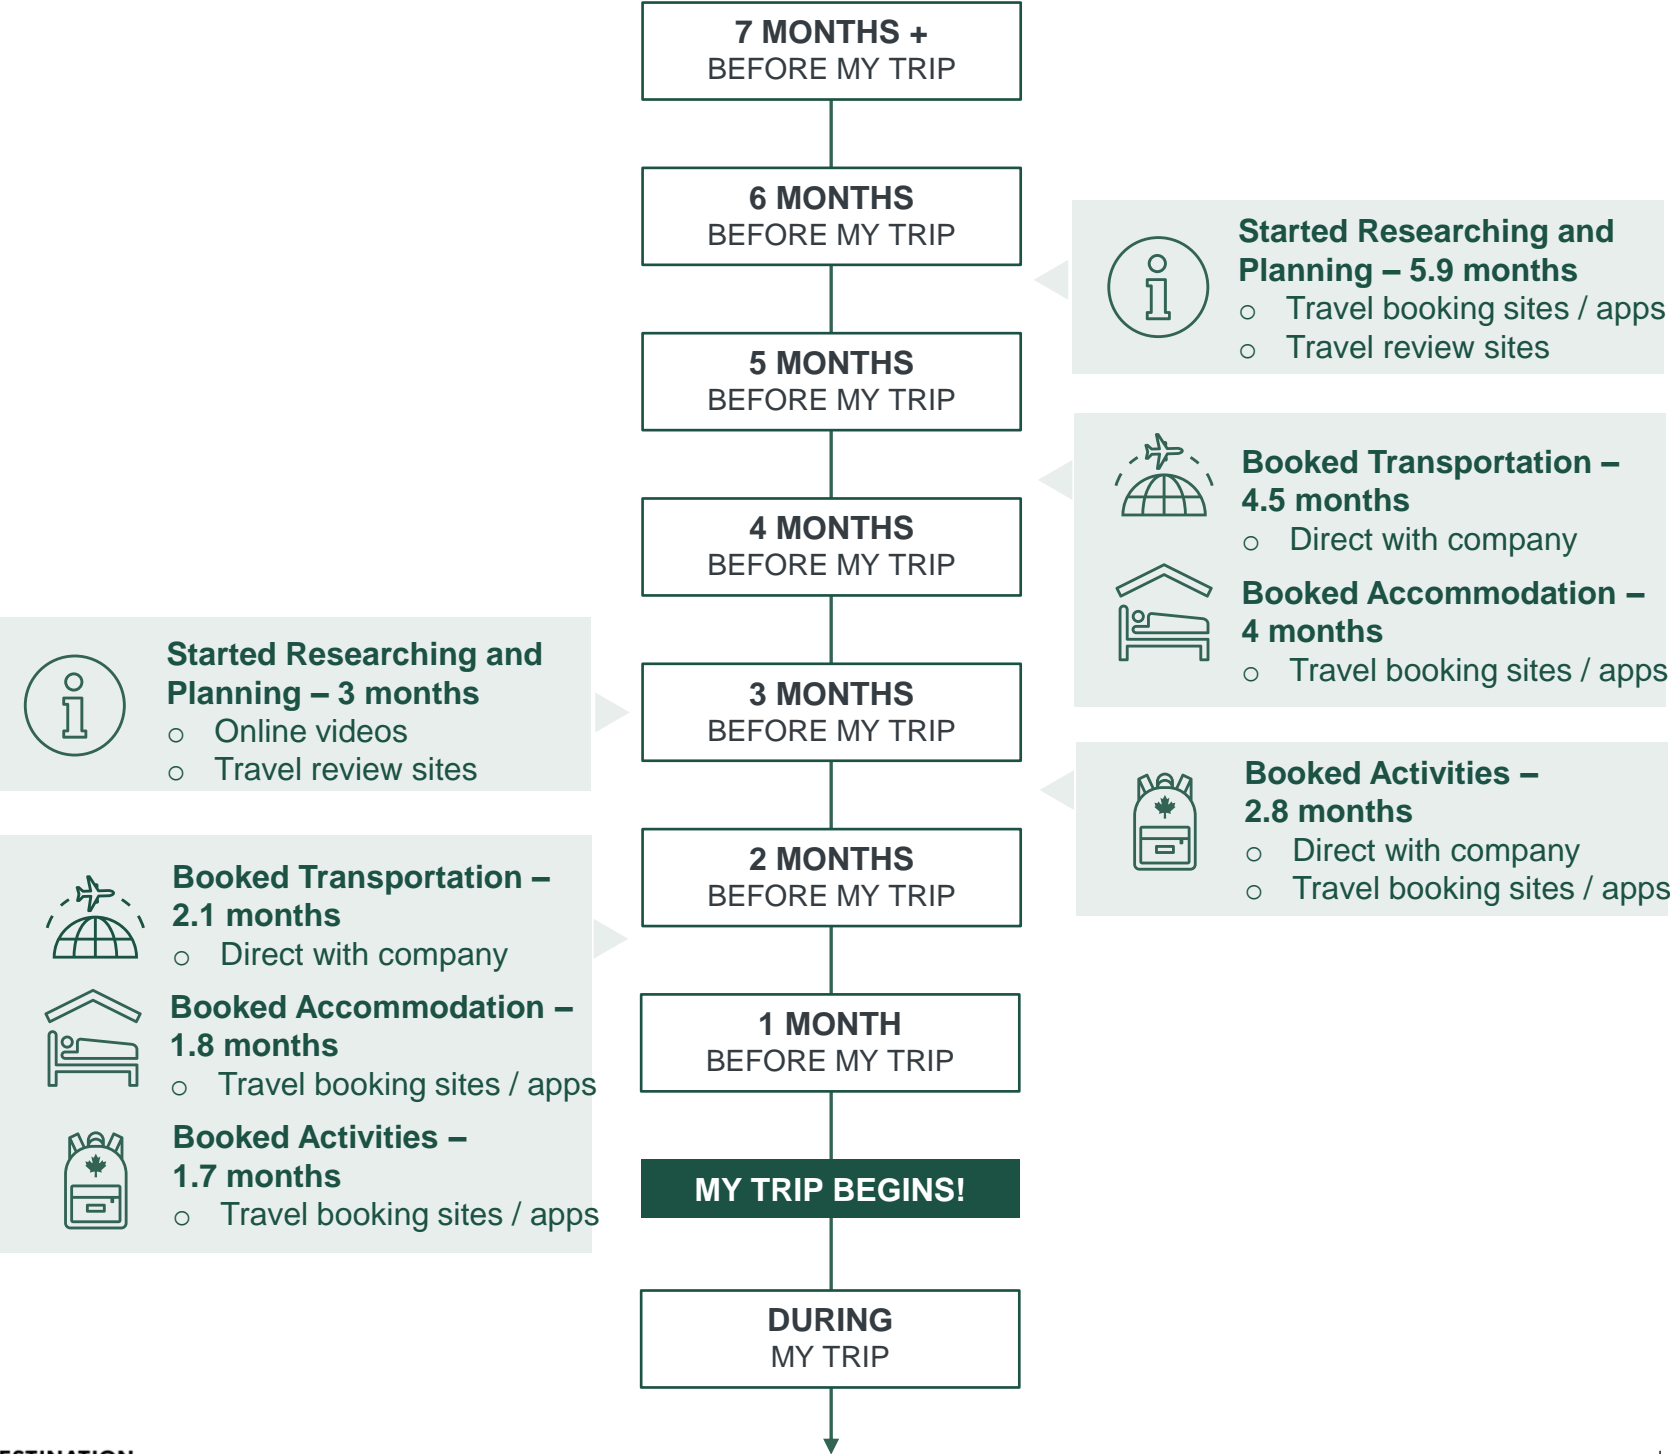 7 MONTHS +
BEFORE MY TRIP
6 MONTHS
BEFORE MY TRIP
Started Researching and
Planning – 5.9 months
o Travel booking sites / apps
o Travel review sites
5 MONTHS
BEFORE MY TRIP
Booked Transportation –
4.5 months
o Direct with company
4 MONTHS
BEFORE MY TRIP
Booked Accommodation –
4 months
o Travel booking sites / apps
Started Researching and
Planning – 3 months
o Online videos
o Travel review sites
3 MONTHS
BEFORE MY TRIP
Booked Activities –
2.8 months
o Direct with company
o Travel booking sites / apps
2 MONTHS
BEFORE MY TRIP
Booked Transportation –
2.1 months
o Direct with company
Booked Accommodation –
1.8 months
o Travel booking sites / apps
1 MONTH
BEFORE MY TRIP
Booked Activities –
1.7 months
o Travel booking sites / apps
MY TRIP BEGINS!
DURING
MY TRIP